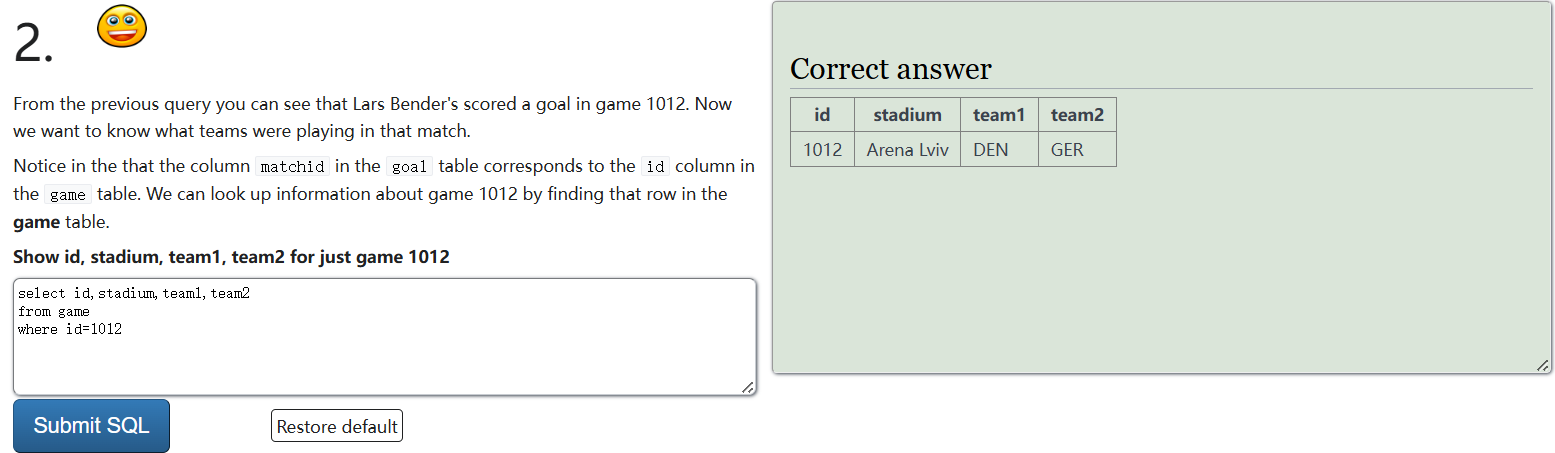 2.
From the previous query you can see that Lars Bender's scored a goal in game 1012. Now
we want to know what teams were playing in that match.
Notice in the that the column matchid in the goal table corresponds to the id column in
the game table. We can look up information about game 1012 by finding that row in the
game table.
Show id, stadium, team1, team2 for just game 1012
select id,stadium,team1,team2
from game
where id=1012
Submit SQL
Restore default
Correct answer
id stadium team1 team2
1012 Arena Lviv DEN GER